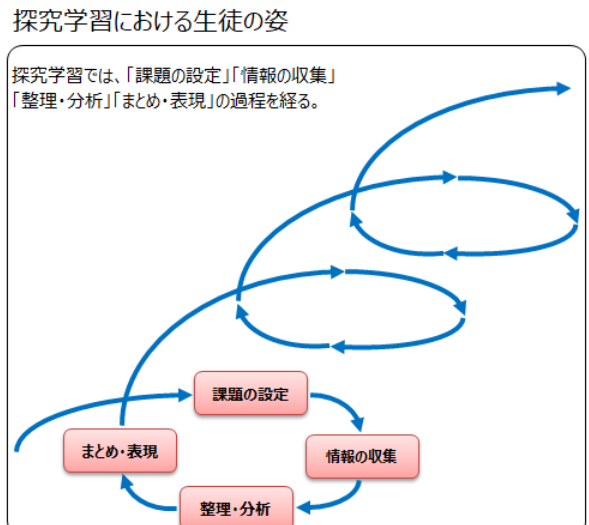 探究学習における生徒の姿
探究学習では、「課題の設定」「情報の収集」
「整理・分析」「まとめ・表現」の過程を経る。
課題の設定
まとめ・表現
情報の収集
整理・分析